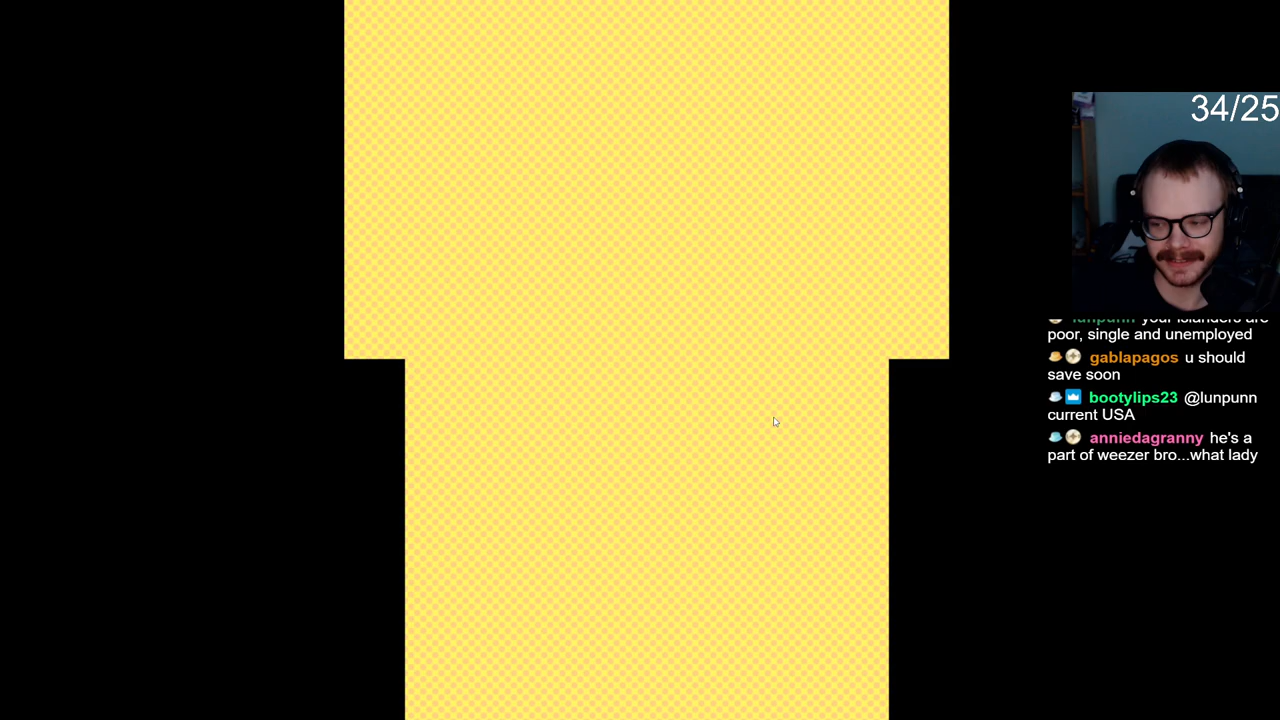 34/25
your islanders are
poor, single and unemployed
gablapagos u should
save soon
bootylips23 @lunpunn
current USA
anniedagranny he's a
part of weezer bro...what lady